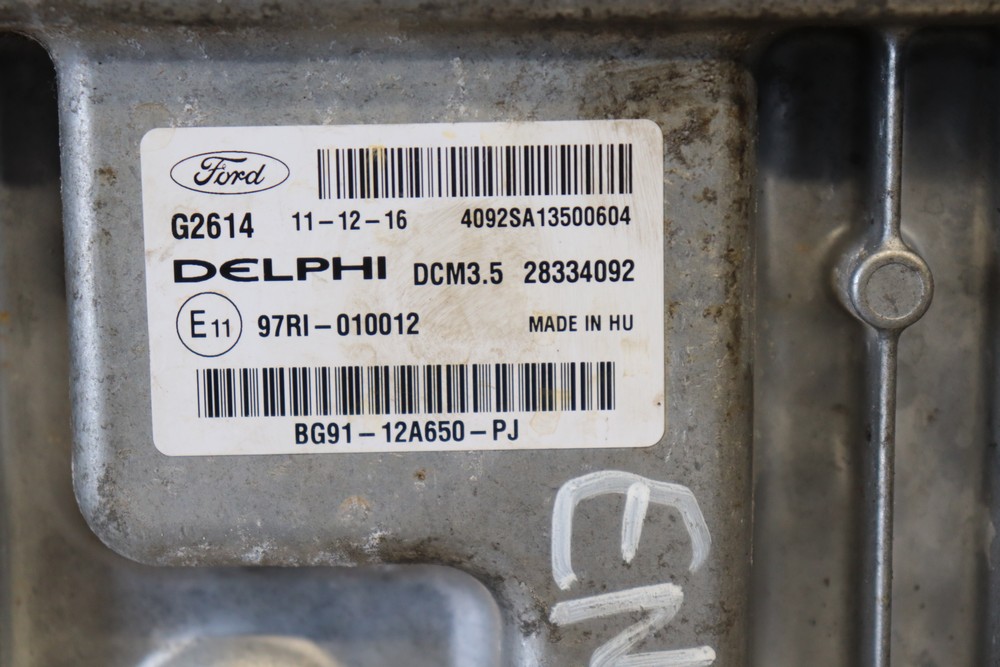 Ford
G2614 11-12-16 4092SA13500604
DELPHI DCM3.5 28334092
E11 97RI-010012 MADE IN HU
BG91-12A650-PJ
EN